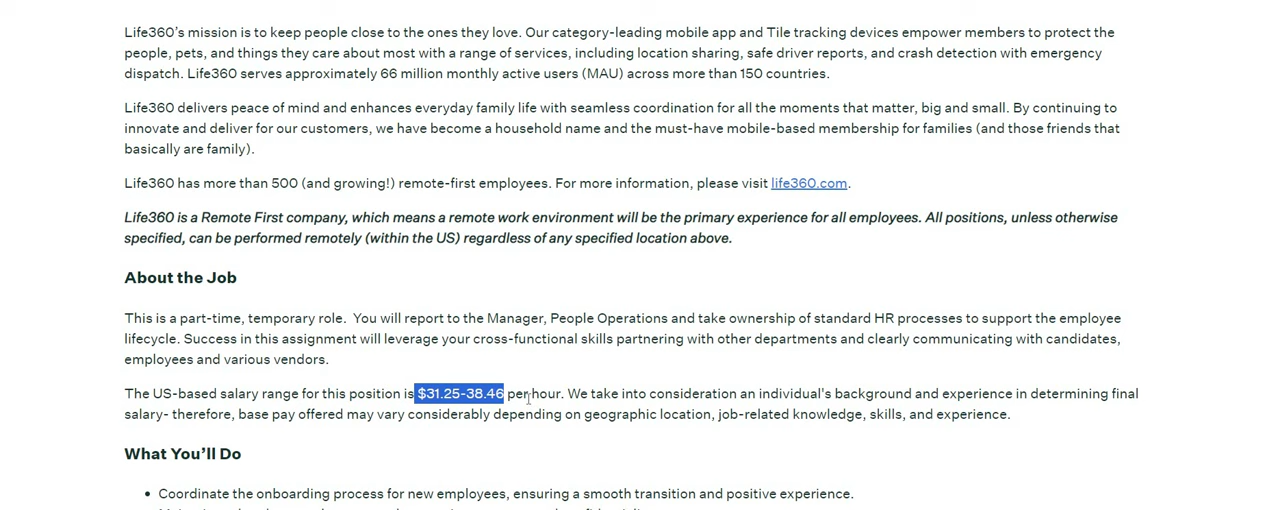 Life360's mission is to keep people close to the ones they love. Our category-leading mobile app and Tile tracking devices empower members to protect the
people, pets, and things they care about most with a range of services, including location sharing, safe driver reports, and crash detection with emergency
dispatch. Life360 serves approximately 66 million monthly active users (MAU) across more than 150 countries.
Life360 delivers peace of mind and enhances everyday family life with seamless coordination for all the moments that matter, big and small. By continuing to
innovate and deliver for our customers, we have become a household name and the must-have mobile-based membership for families (and those friends that
basically are family).
Life360 has more than 500 (and growing!) remote-first employees. For more information, please visit life360.com.
Life360 is a Remote First company, which means a remote work environment will be the primary experience for all employees. All positions, unless otherwise
specified, can be performed remotely (within the US) regardless of any specified location above.
About the Job
This is a part-time, temporary role. You will report to the Manager, People Operations and take ownership of standard HR processes to support the employee
lifecycle. Success in this assignment will leverage your cross-functional skills partnering with other departments and clearly communicating with candidates,
employees and various vendors.
The US-based salary range for this position is $31.25-38.46 per hour. We take into consideration an individual's background and experience in determining final
salary- therefore, base pay offered may vary considerably depending on geographic location, job-related knowledge, skills, and experience.
What You'll Do
• Coordinate the onboarding process for new employees, ensuring a smooth transition and positive experience.